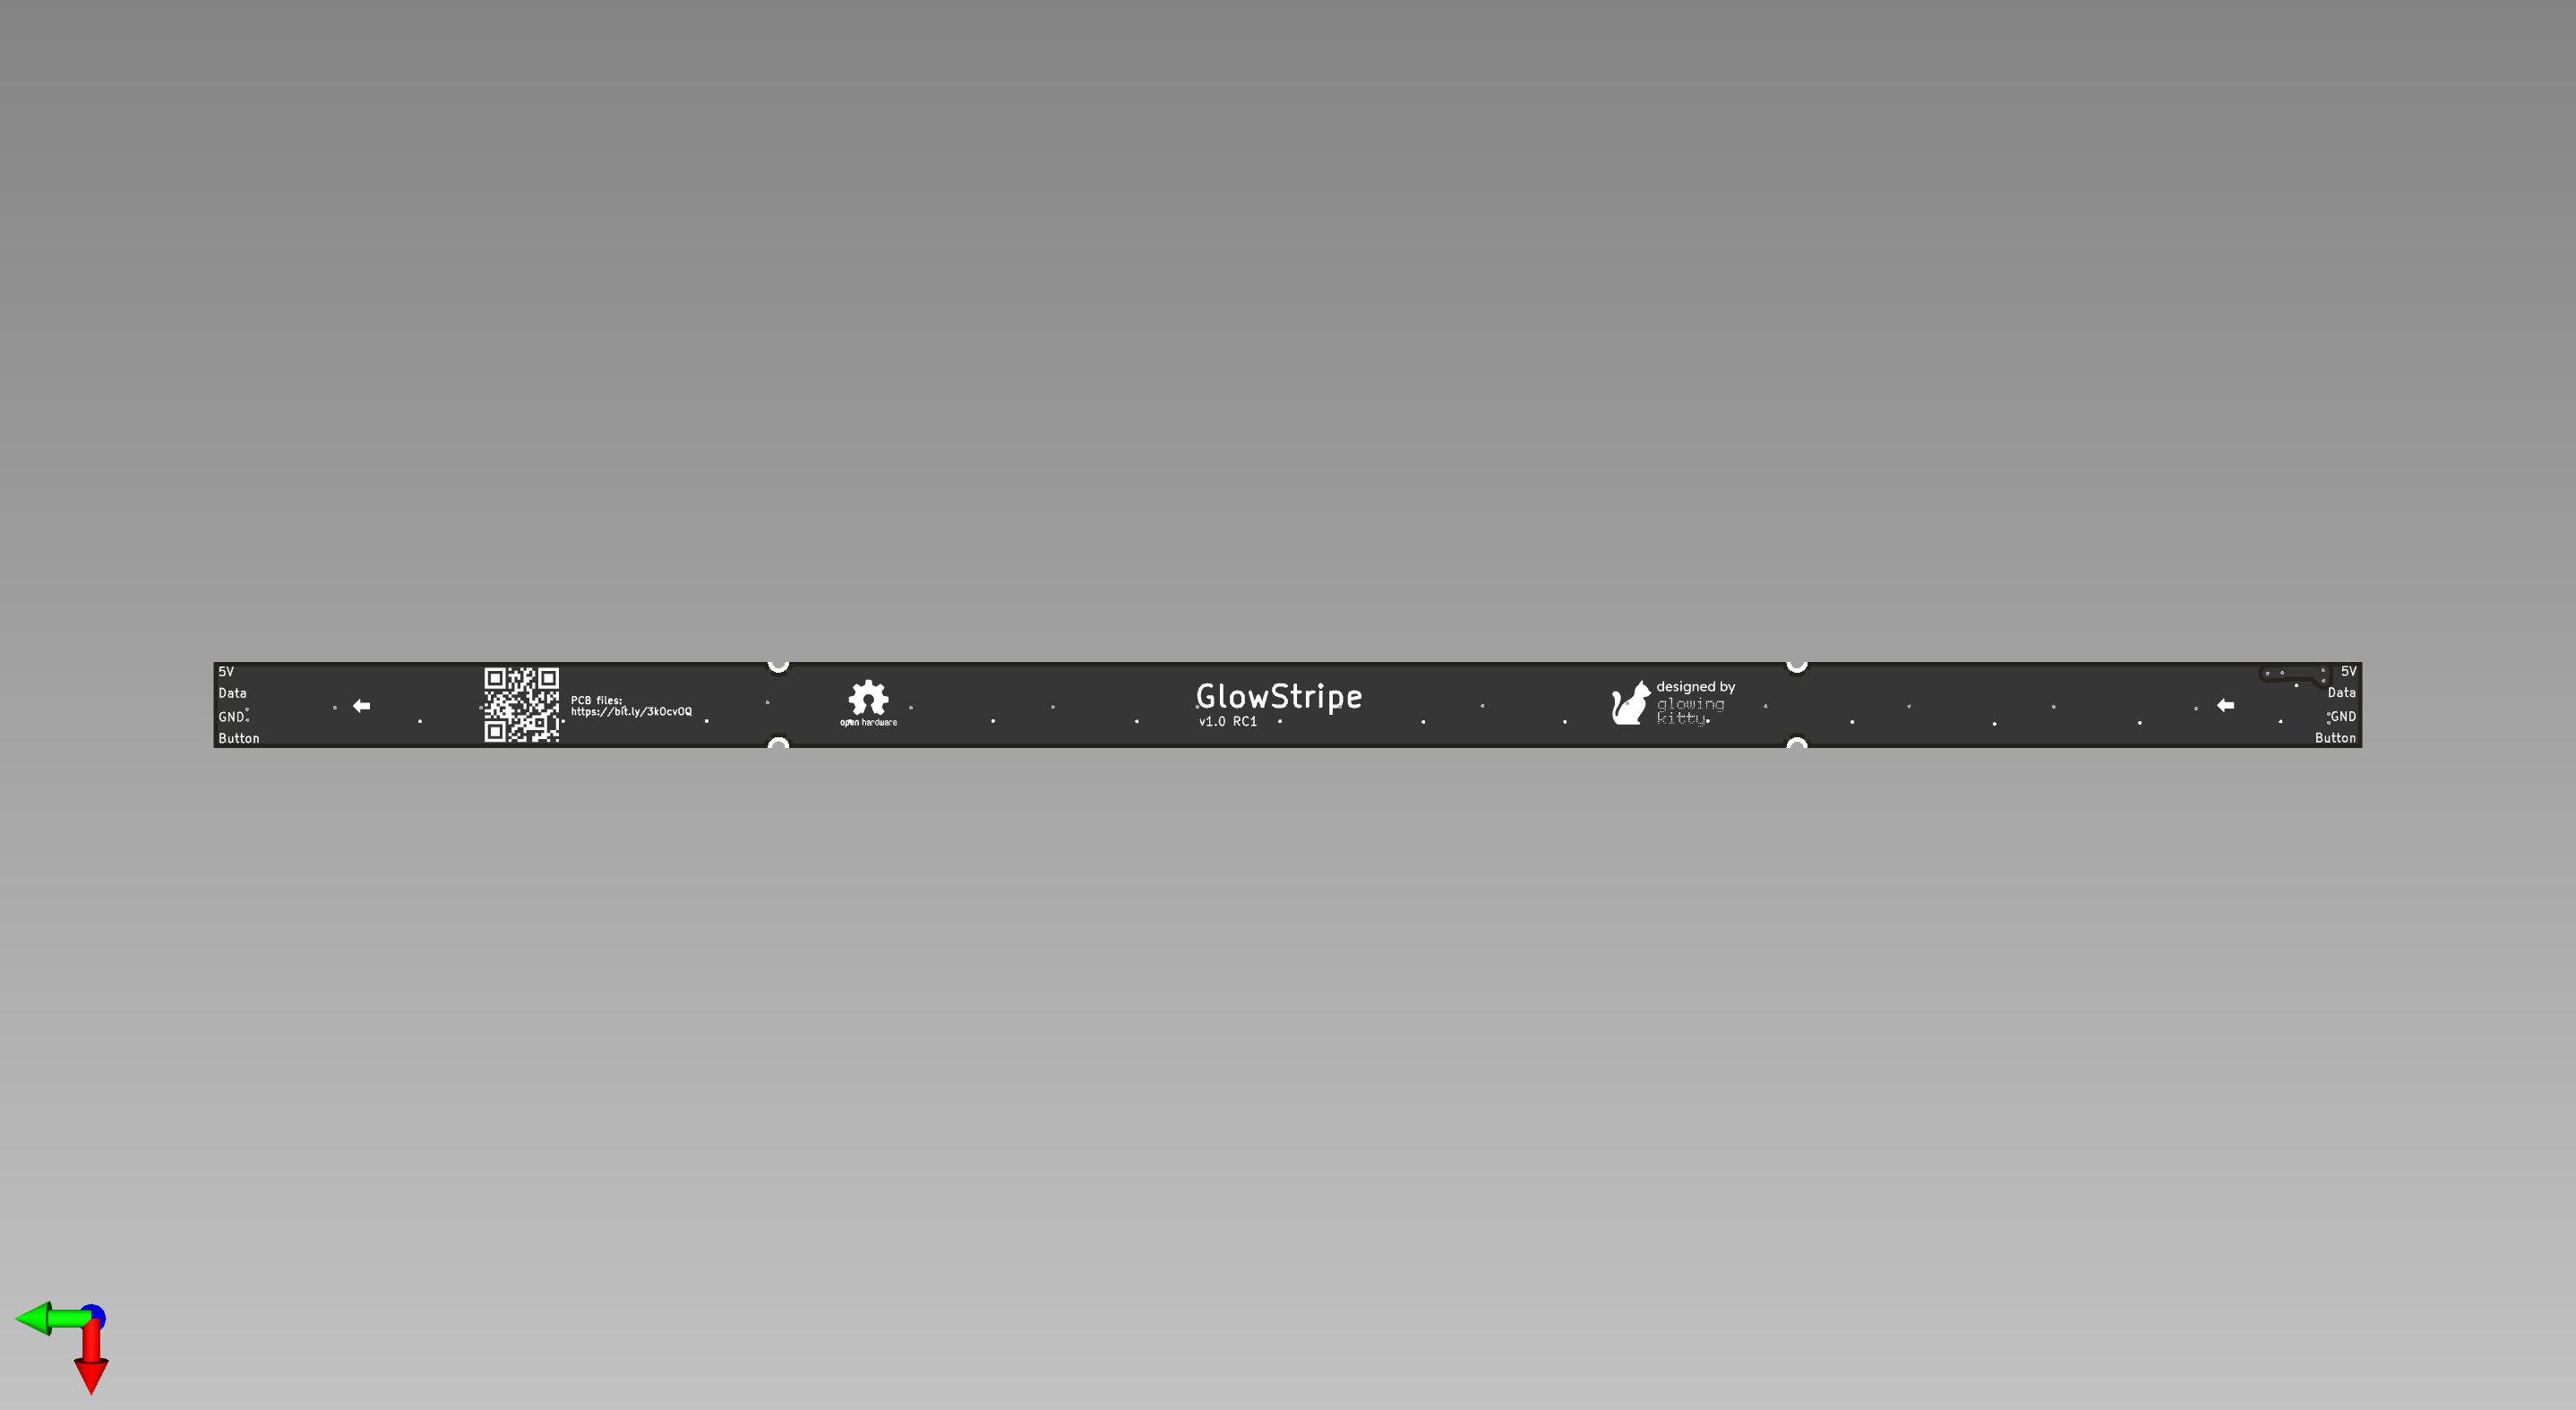 5V
Data
GND
Button
PCB files:
https://bit.ly/3kOcvOQ
open hardware
GlowStripe
v1.0 RC1
designed by
glowing
kitty
5V
Data
GND
Button